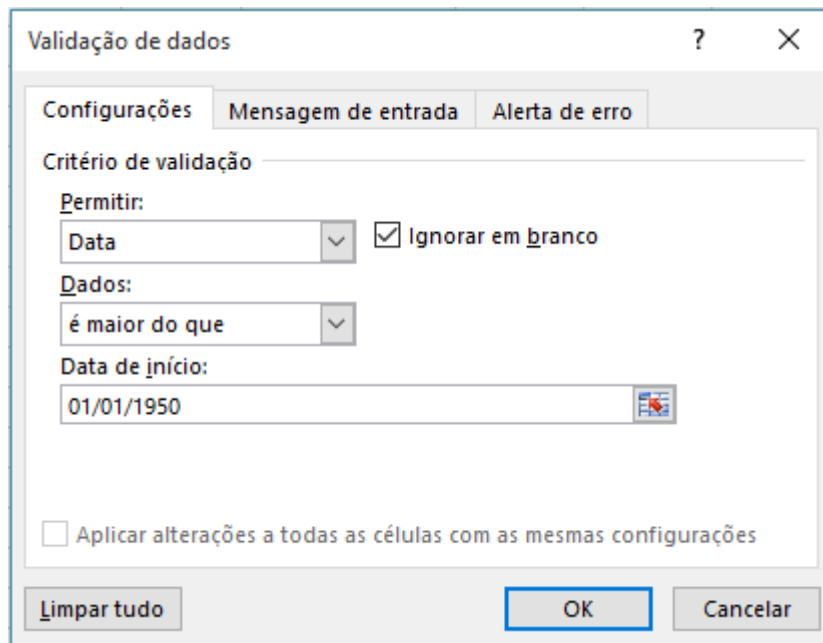 Validação de dados ?
Configurações Mensagem de entrada Alerta de erro
Critério de validação
Permitir:
Data Ignorar em branco
Dados:
é maior do que
Data de início:
01/01/1950
Aplicar alterações a todas as células com as mesmas configurações
Limpar tudo OK Cancelar